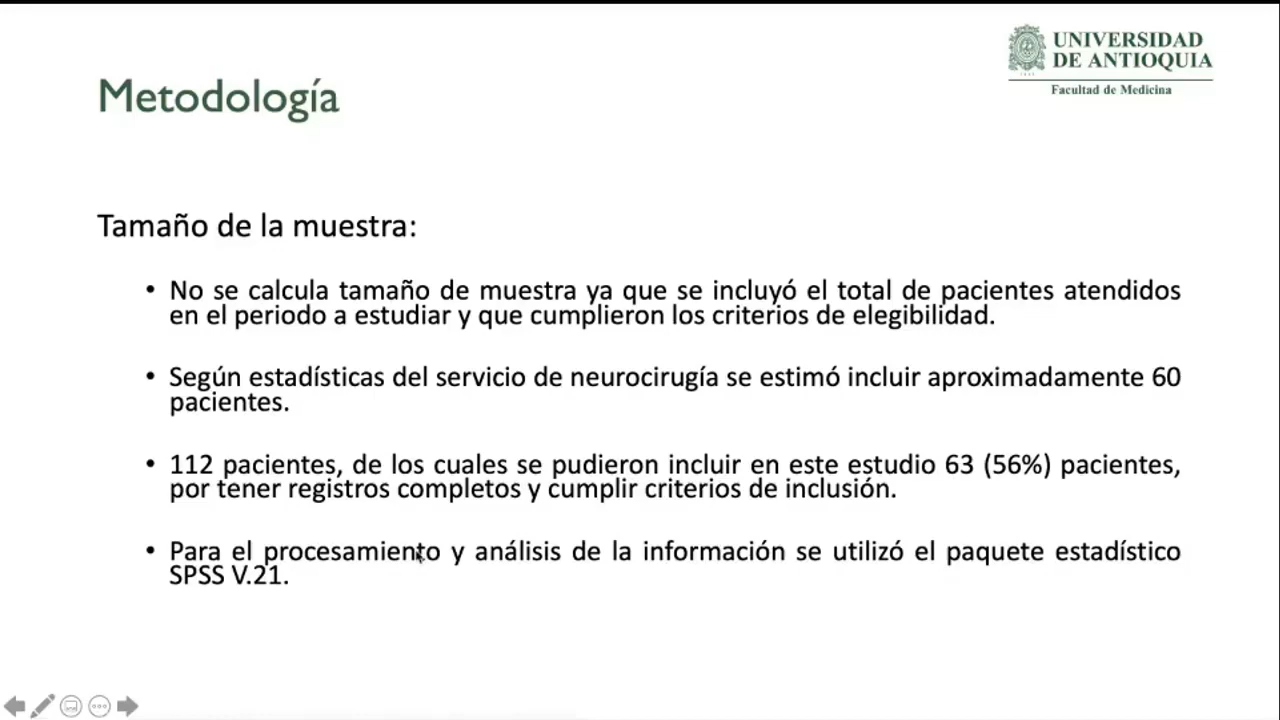 UNIVERSIDAD
DE ANTIOQUIA
Facultad de Medicina
Metodología
Tamaño de la muestra:
• No se calcula tamaño de muestra ya que se incluyó el total de pacientes atendidos
en el periodo a estudiar y que cumplieron los criterios de elegibilidad.
• Según estadísticas del servicio de neurocirugía se estimó incluir aproximadamente 60
pacientes.
• 112 pacientes, de los cuales se pudieron incluir en este estudio 63 (56%) pacientes,
por tener registros completos y cumplir criterios de inclusión.
• Para el procesamiento y análisis de la información se utilizó el paquete estadístico
SPSS V.21.